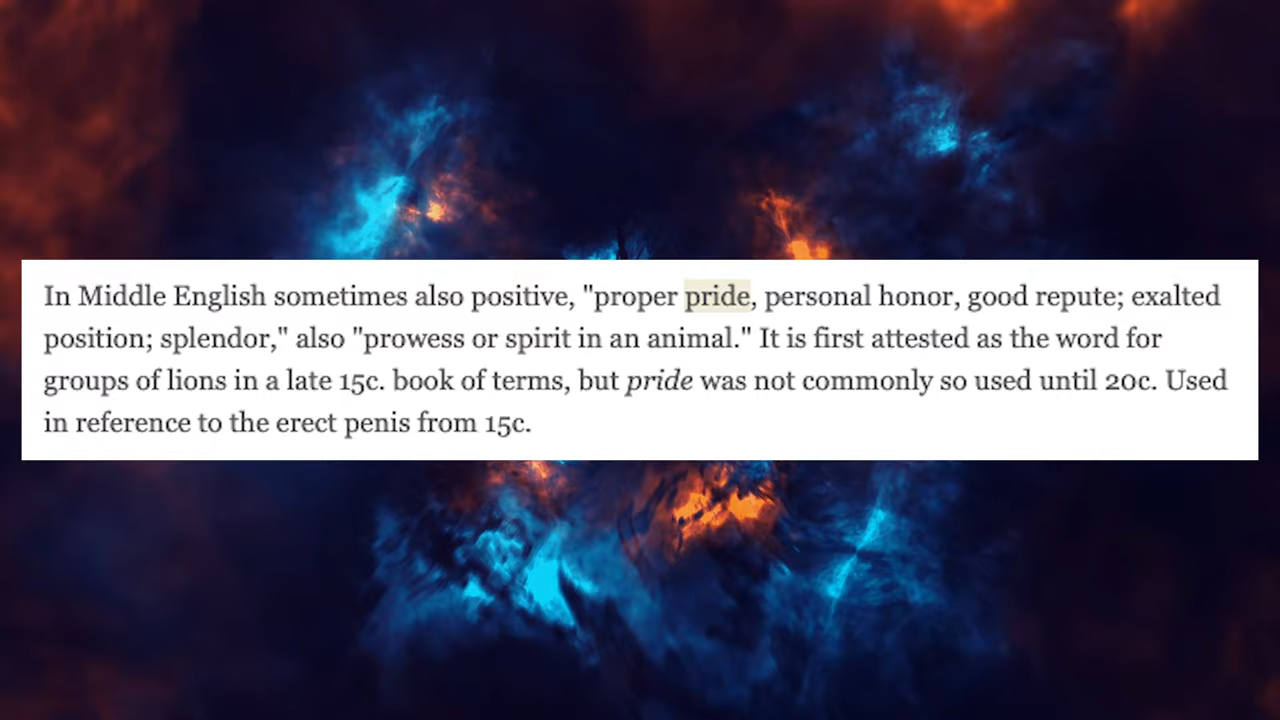 In Middle English sometimes also positive, "proper pride, personal honor, good repute; exalted
position; splendor," also "prowess or spirit in an animal." It is first attested as the word for
groups of lions in a late 15c. book of terms, but pride was not commonly so used until 20c. Used
in reference to the erect penis from 15c.